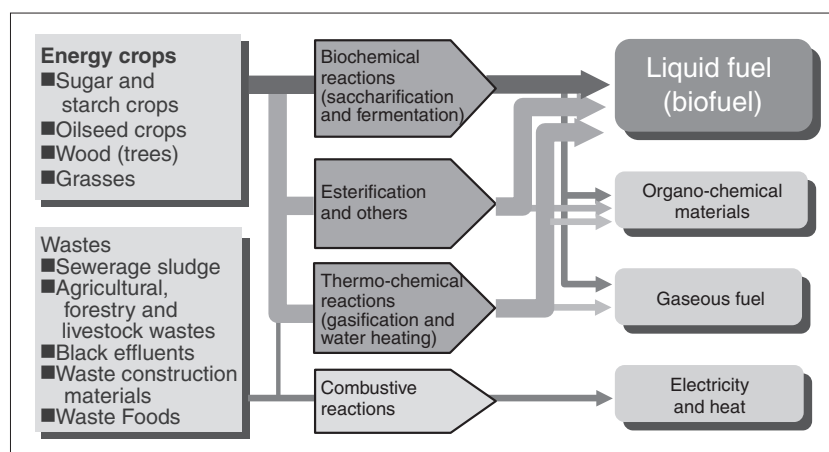 Energy crops
■Sugar and
starch crops
■Oilseed crops
■Wood (trees)
■Grasses
Wastes
■Sewerage sludge
■Agricultural,
forestry and
livestock wastes
■Black effluents
■Waste construction
materials
■Waste Foods
Biochemical
reactions
(saccharification
and fermentation)
Esterification
and others
Thermo-chemical
reactions
(gasification and
water heating)
Combustive
reactions
Liquid fuel
(biofuel)
Organo-chemical
materials
Gaseous fuel
Electricity
and heat